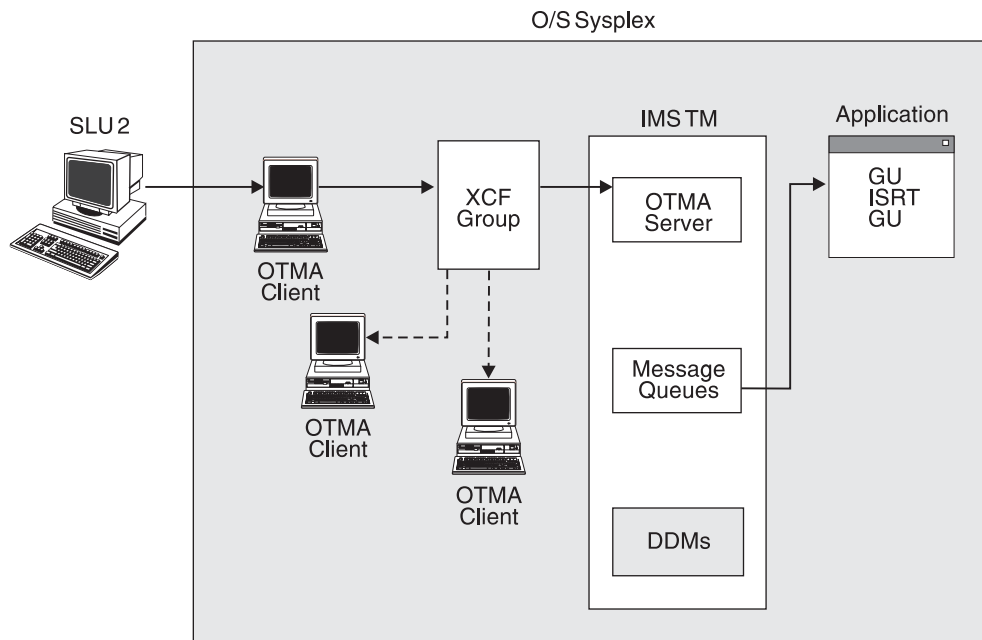 O/S Sysplex
SLU 2
OTMA
Client
OTMA
Client
OTMA
Client
XCF
Group
IMS TM
OTMA
Server
Message
Queues
DDMs
Application
GU
ISRT
GU